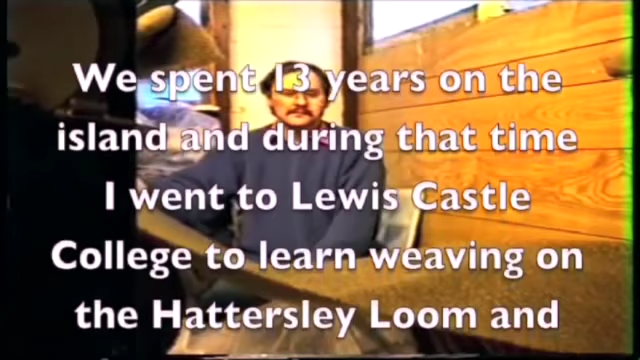 We spent 13 years on the
island and during that time
I went to Lewis Castle
College to learn weaving on
the Hattersley Loom and